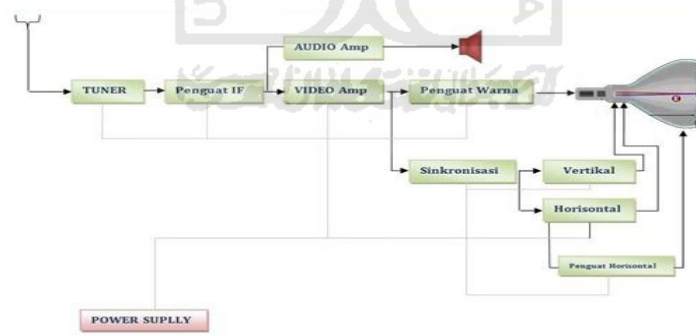 AUDIO Amp
TUNER
Penguat IF
VIDEO Amp
Penguat Warna
Sinkronisasi
Vertikal
Horisontal
Penguat Horisontal
POWER SUPLLY